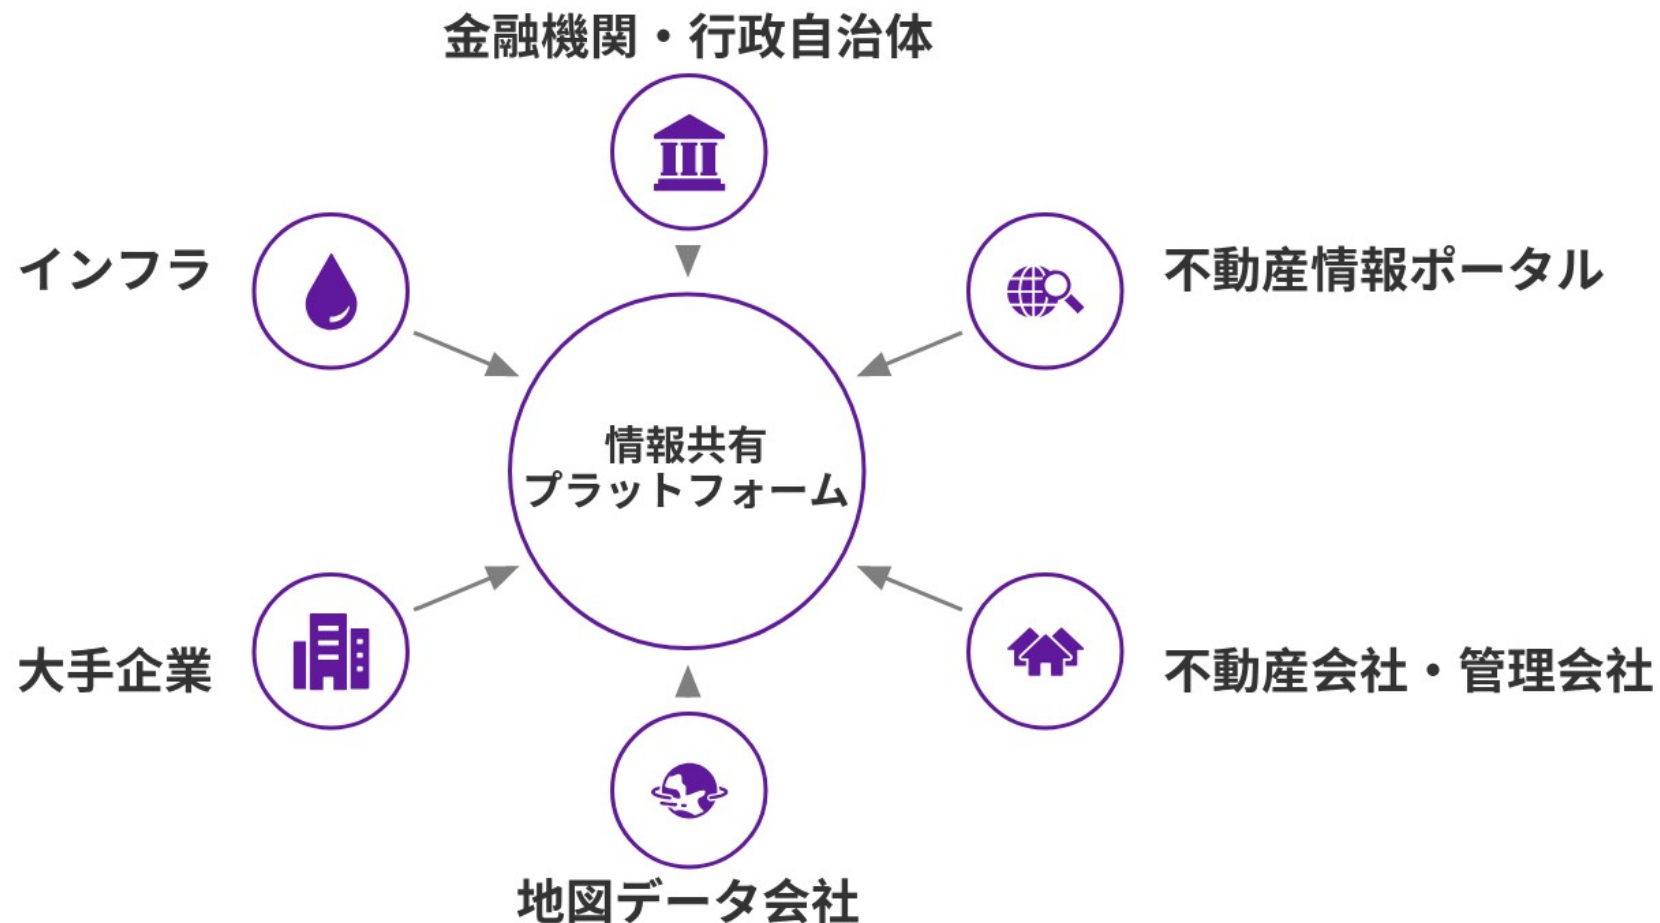 金融機関・行政自治体
インフラ
不動産情報ポータル
情報共有
プラットフォーム
大手企業
不動産会社・管理会社
地図データ会社